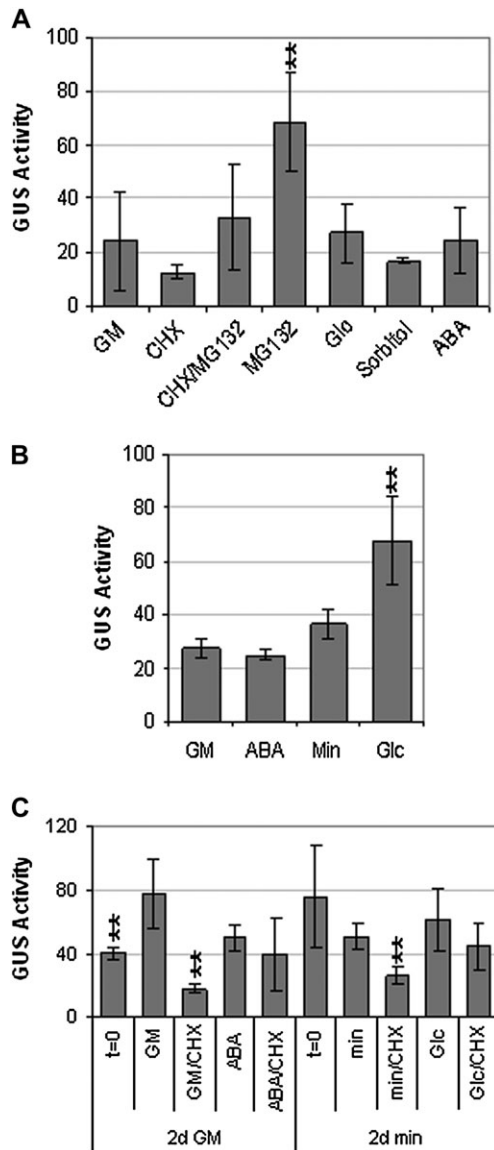 A
100
80
60
40
20
0
GUS Activity
**
GM
CHX
CHX/MG132
MG132
Glc
Sorbitol
ABA
B
100
80
60
40
20
0
GUS Activity
**
GM
ABA
Min
Glc
C
120
80
40
0
GUS Activity
**
**
**
t=0
GM
GM/CHX
ABA
ABA/CHX
t=0
min
min/CHX
Glc
Glc/CHX
2d GM
2d min